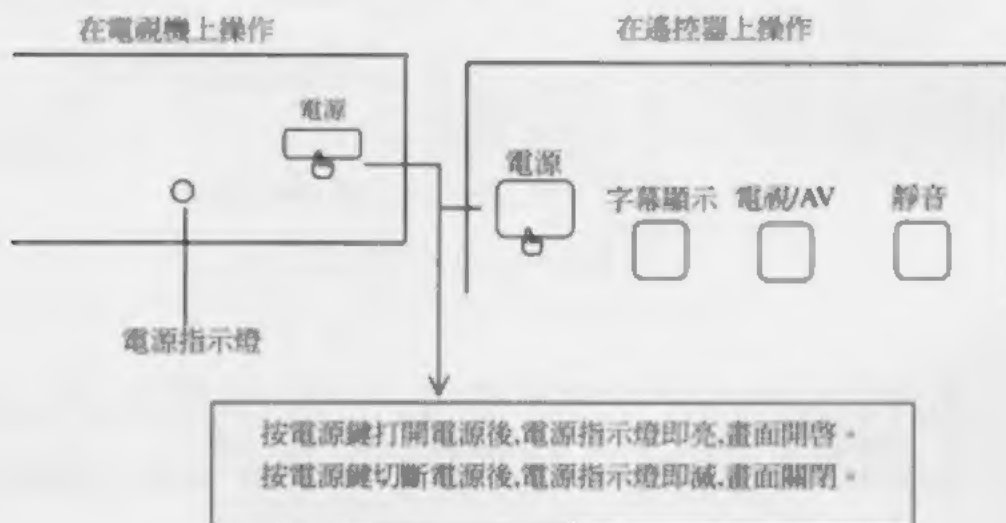 在電視機上操作
在遙控器上操作
電源
電源
字幕顯示 電視/AV 靜音
電源指示燈
按電源鍵打開電源後,電源指示燈即亮,畫面開啓。
按電源鍵切斷電源後,電源指示燈即滅,畫面關閉。